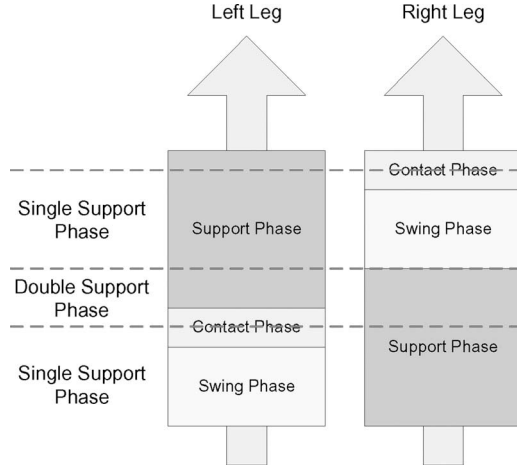 Left Leg
Right Leg
Contact Phase
Single Support
Phase
Support Phase
Swing Phase
Double Support
Phase
Contact Phase
Support Phase
Single Support
Phase
Swing Phase